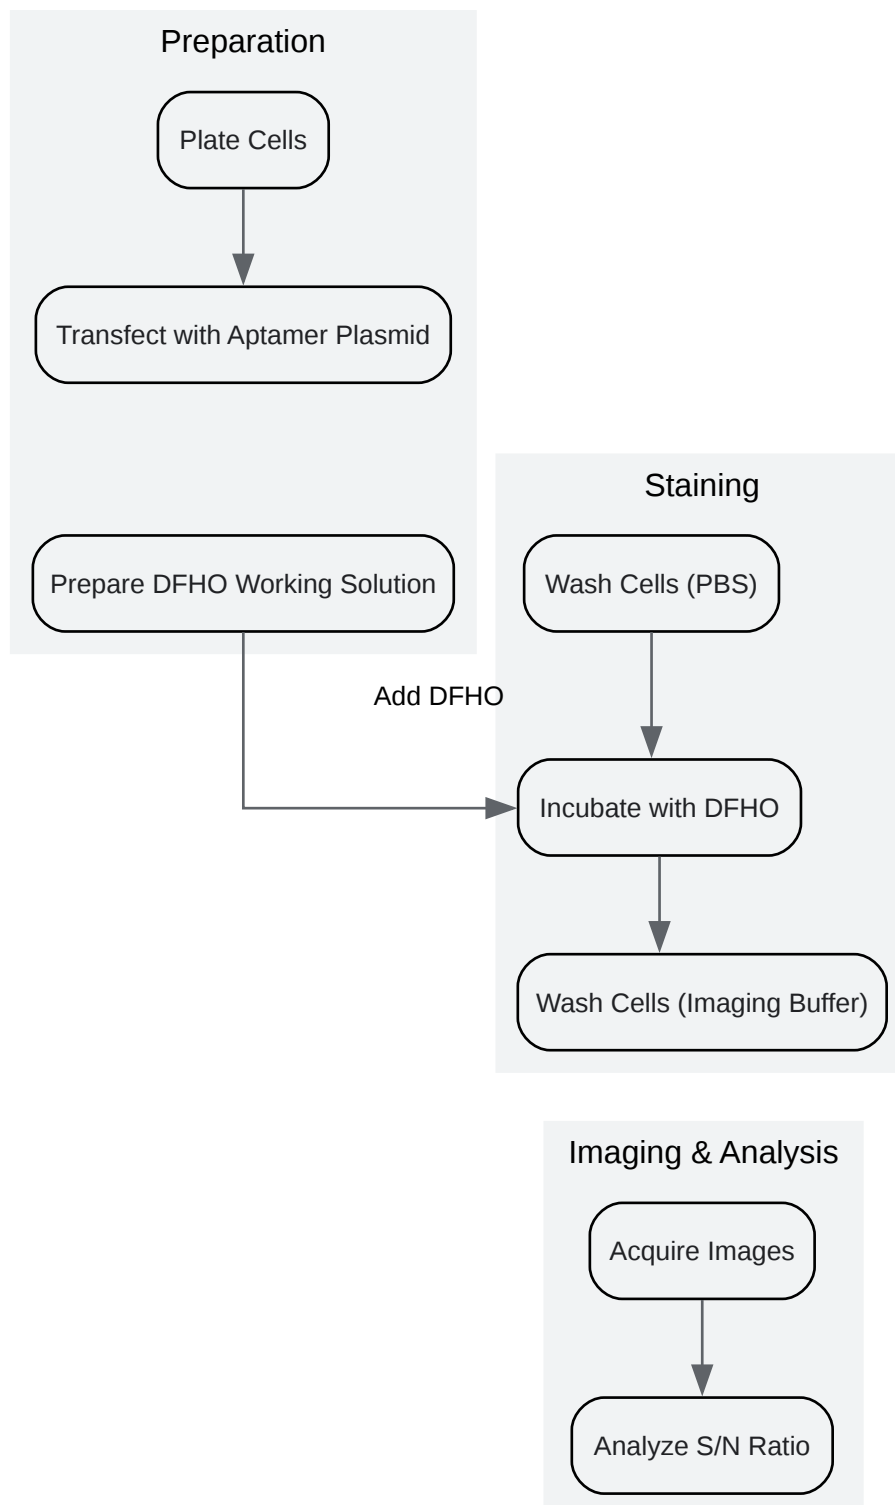 Preparation
Plate Cells
Transfect with Aptamer Plasmid
Prepare DFHO Working Solution
Add DFHO
Staining
Wash Cells (PBS)
Incubate with DFHO
Wash Cells (Imaging Buffer)
Imaging & Analysis
Acquire Images
Analyze S/N Ratio